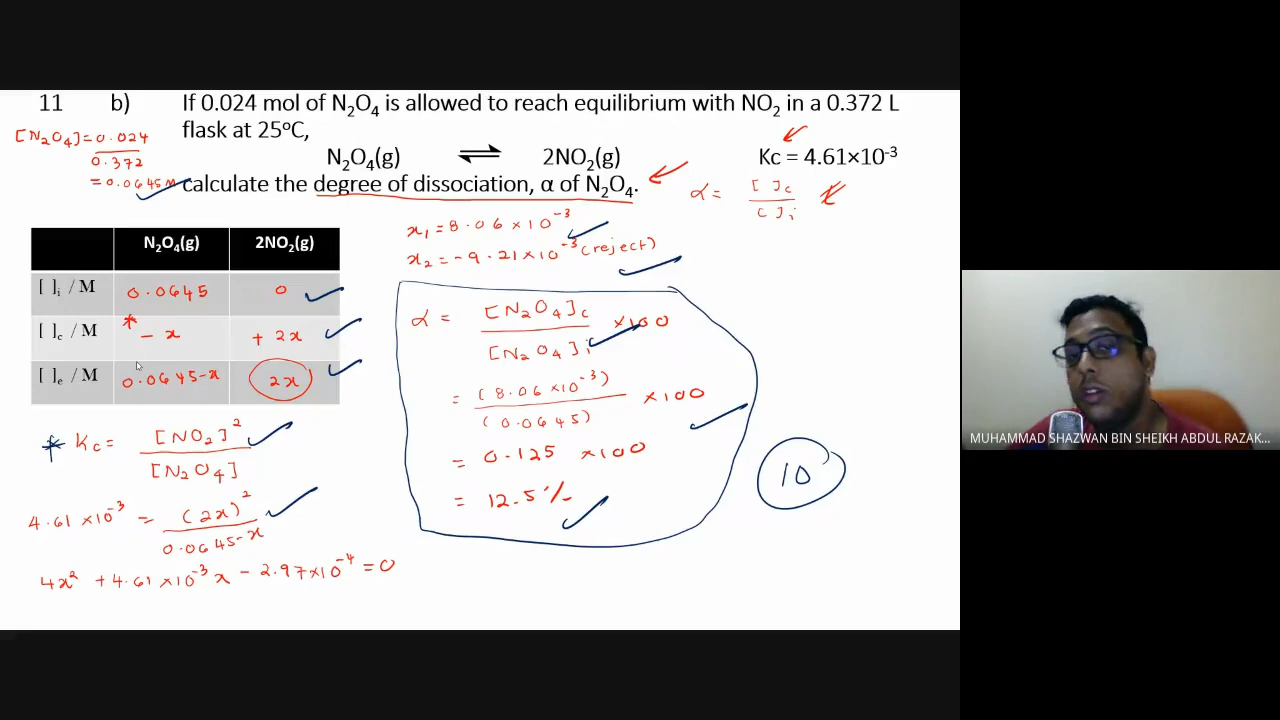 11 b) If 0.024 mol of N₂O₄ is allowed to reach equilibrium with NO₂ in a 0.372 L
flask at 25°C,
[N₂O₄] = 0.024
0.372
= 0.0645 M
N₂O₄(g) ⇌ 2NO₂(g) Kc = 4.61×10⁻³
calculate the degree of dissociation, α of N₂O₄.
α = [ ]c
[ ]i
N₂O₄(g) 2NO₂(g)
[ ]i / M 0.0645 0
[ ]c / M - x + 2x
[ ]e / M 0.0645-x 2x
* Kc = [NO₂]²
[N₂O₄]
4.61 ×10⁻³ = (2x)²
0.0645-x
4x² + 4.61 ×10⁻³ x - 2.97×10⁻⁴ = 0
x₁ = 8.06 ×10⁻³
x₂ = -9.21×10⁻³ (reject)
α = [N₂O₄]c ×100
[N₂O₄]i
= (8.06 ×10⁻³) ×100
(0.0645)
= 0.125 ×100
= 12.5%
10
MUHAMMAD SHAZWAN BIN SHEIKH ABDUL RAZAK...